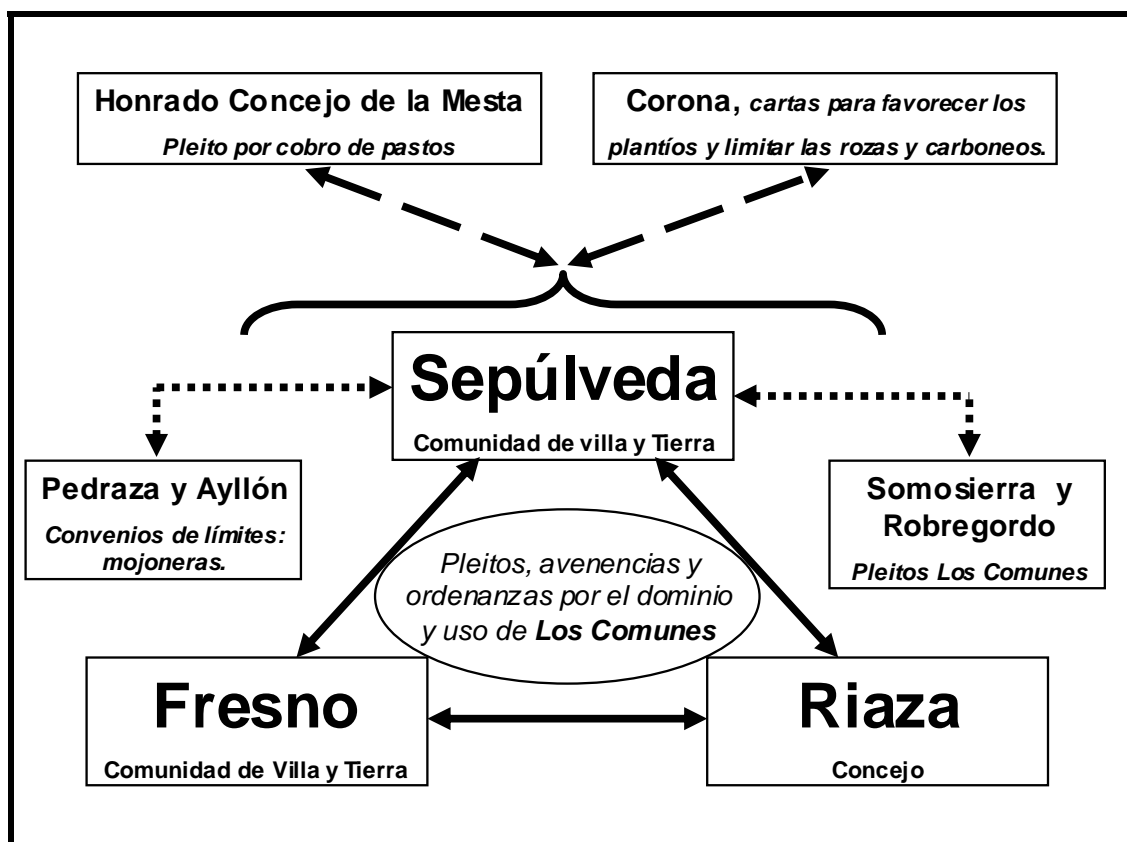 Honrado Concejo de la Mesta
Pleito por cobro de pastos
Corona, cartas para favorecer los
plantíos y limitar las rozas y carboneos.
Sepúlveda
Comunidad de villa y Tierra
Pedraza y Ayllón
Convenios de límites:
mojoneras.
Somosierra y
Robregordo
Pleitos Los Comunes
Pleitos, avenencias y
ordenanzas por el dominio
y uso de Los Comunes
Fresno
Comunidad de Villa y Tierra
Riaza
Concejo